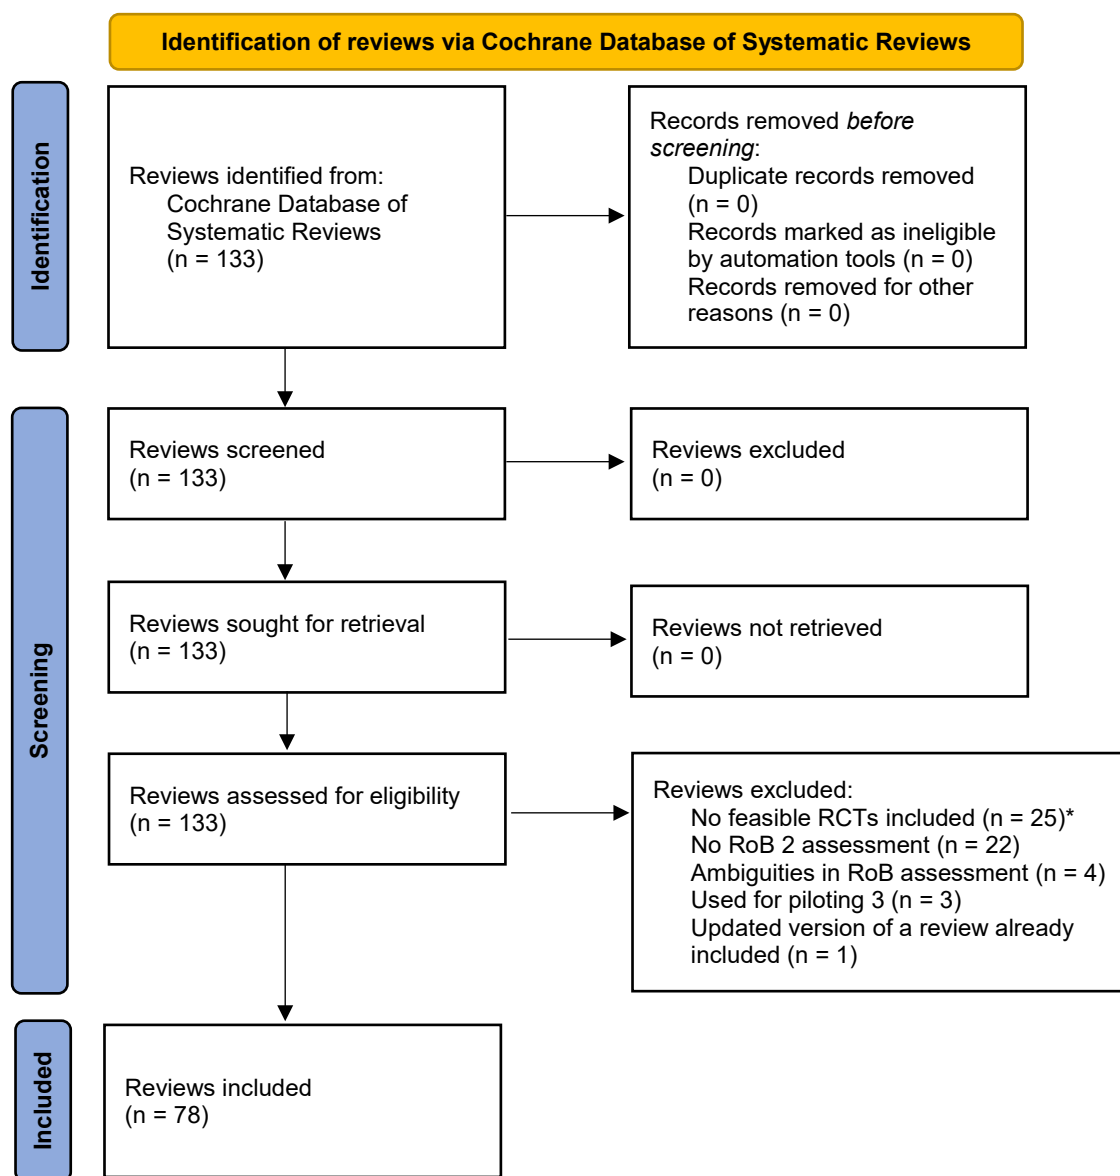 Identification of reviews via Cochrane Database of Systematic Reviews
Identification
Reviews identified from:
Cochrane Database of
Systematic Reviews
(n = 133)
Records removed before
screening:
Duplicate records removed
(n = 0)
Records marked as ineligible
by automation tools (n = 0)
Records removed for other
reasons (n = 0)
Screening
Reviews screened
(n = 133)
Reviews excluded
(n = 0)
Reviews sought for retrieval
(n = 133)
Reviews not retrieved
(n = 0)
Reviews assessed for eligibility
(n = 133)
Reviews excluded:
No feasible RCTs included (n = 25)*
No RoB 2 assessment (n = 22)
Ambiguities in RoB assessment (n = 4)
Used for piloting 3 (n = 3)
Updated version of a review already
included (n = 1)
Included
Reviews included
(n = 78)